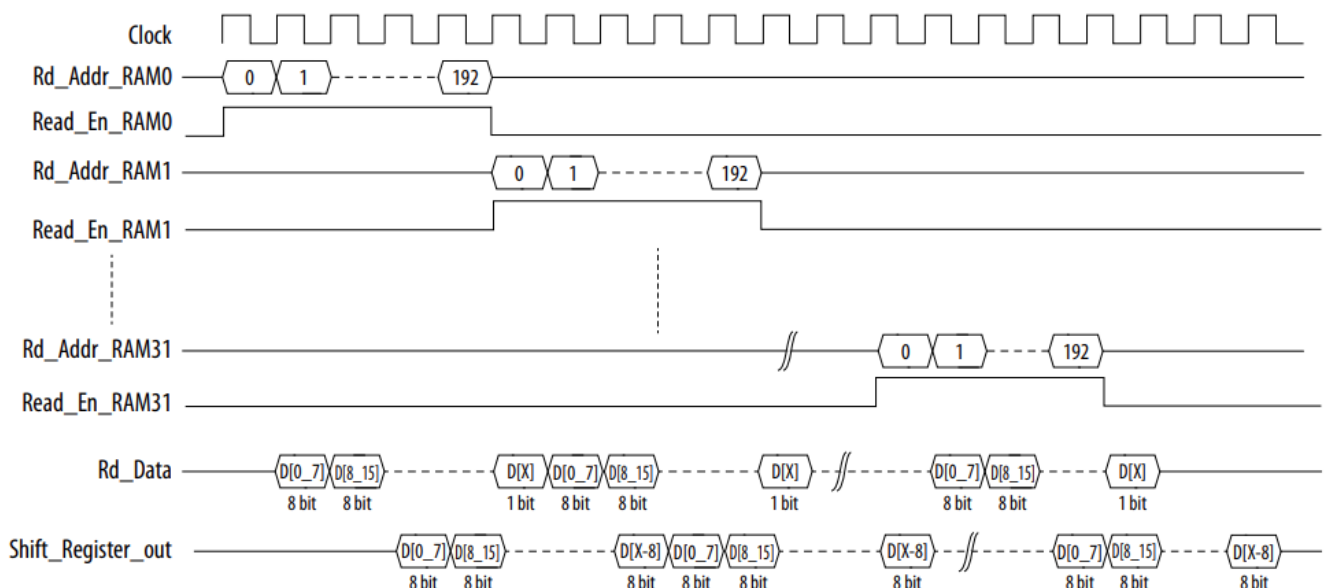 Clock
Rd_Addr_RAM0 0 1 192
Read_En_RAM0
Rd_Addr_RAM1 0 1 192
Read_En_RAM1
Rd_Addr_RAM31 0 1 192
Read_En_RAM31
Rd_Data D[0_7] D[8_15] D[X] D[0_7] D[8_15] D[X] D[0_7] D[8_15] D[X]
8 bit 8 bit 1 bit 8 bit 8 bit 1 bit 8 bit 8 bit 1 bit
Shift_Register_out D[0_7] D[8_15] D[X-8] D[0_7] D[8_15] D[X-8] D[0_7] D[8_15] D[X-8]
8 bit 8 bit 8 bit 8 bit 8 bit 8 bit 8 bit 8 bit 8 bit